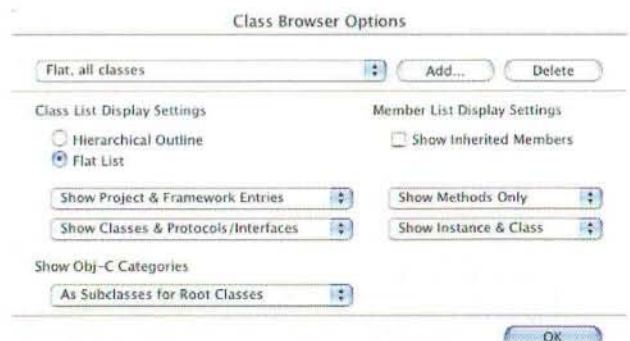 Class Browser Options
Flat, all classes Add... Delete
Class List Display Settings Member List Display Settings
Hierarchical Outline Show Inherited Members
Flat List
Show Project & Framework Entries Show Methods Only
Show Classes & Protocols/Interfaces Show Instance & Class
Show Obj-C Categories
As Subclasses for Root Classes
OK